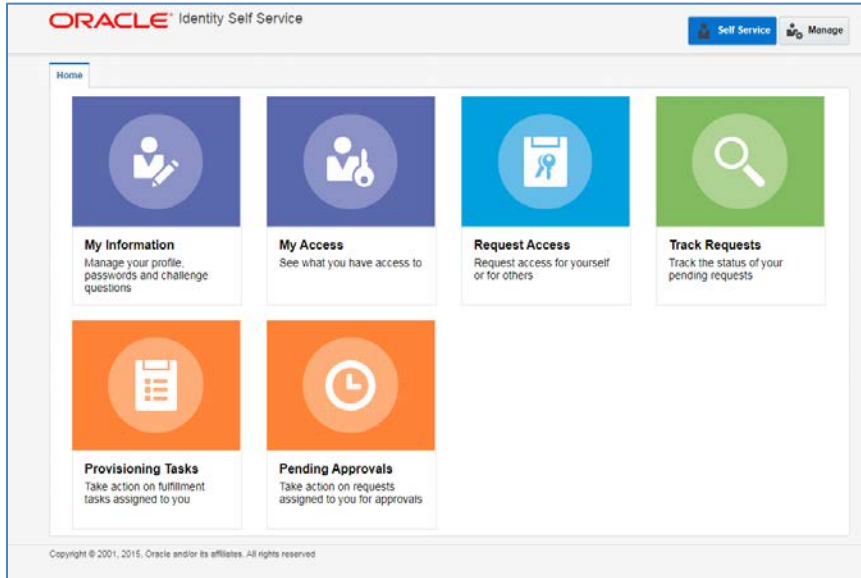 ORACLE® Identity Self Service
Self Service
Manage
Home
My Information
Manage your profile,
passwords and challenge
questions
My Access
See what you have access to
Request Access
Request access for yourself
or for others
Track Requests
Track the status of your
pending requests
Provisioning Tasks
Take action on fulfillment
tasks assigned to you
Pending Approvals
Take action on requests
assigned to you for approvals
Copyright © 2001, 2015, Oracle and/or its affiliates. All rights reserved